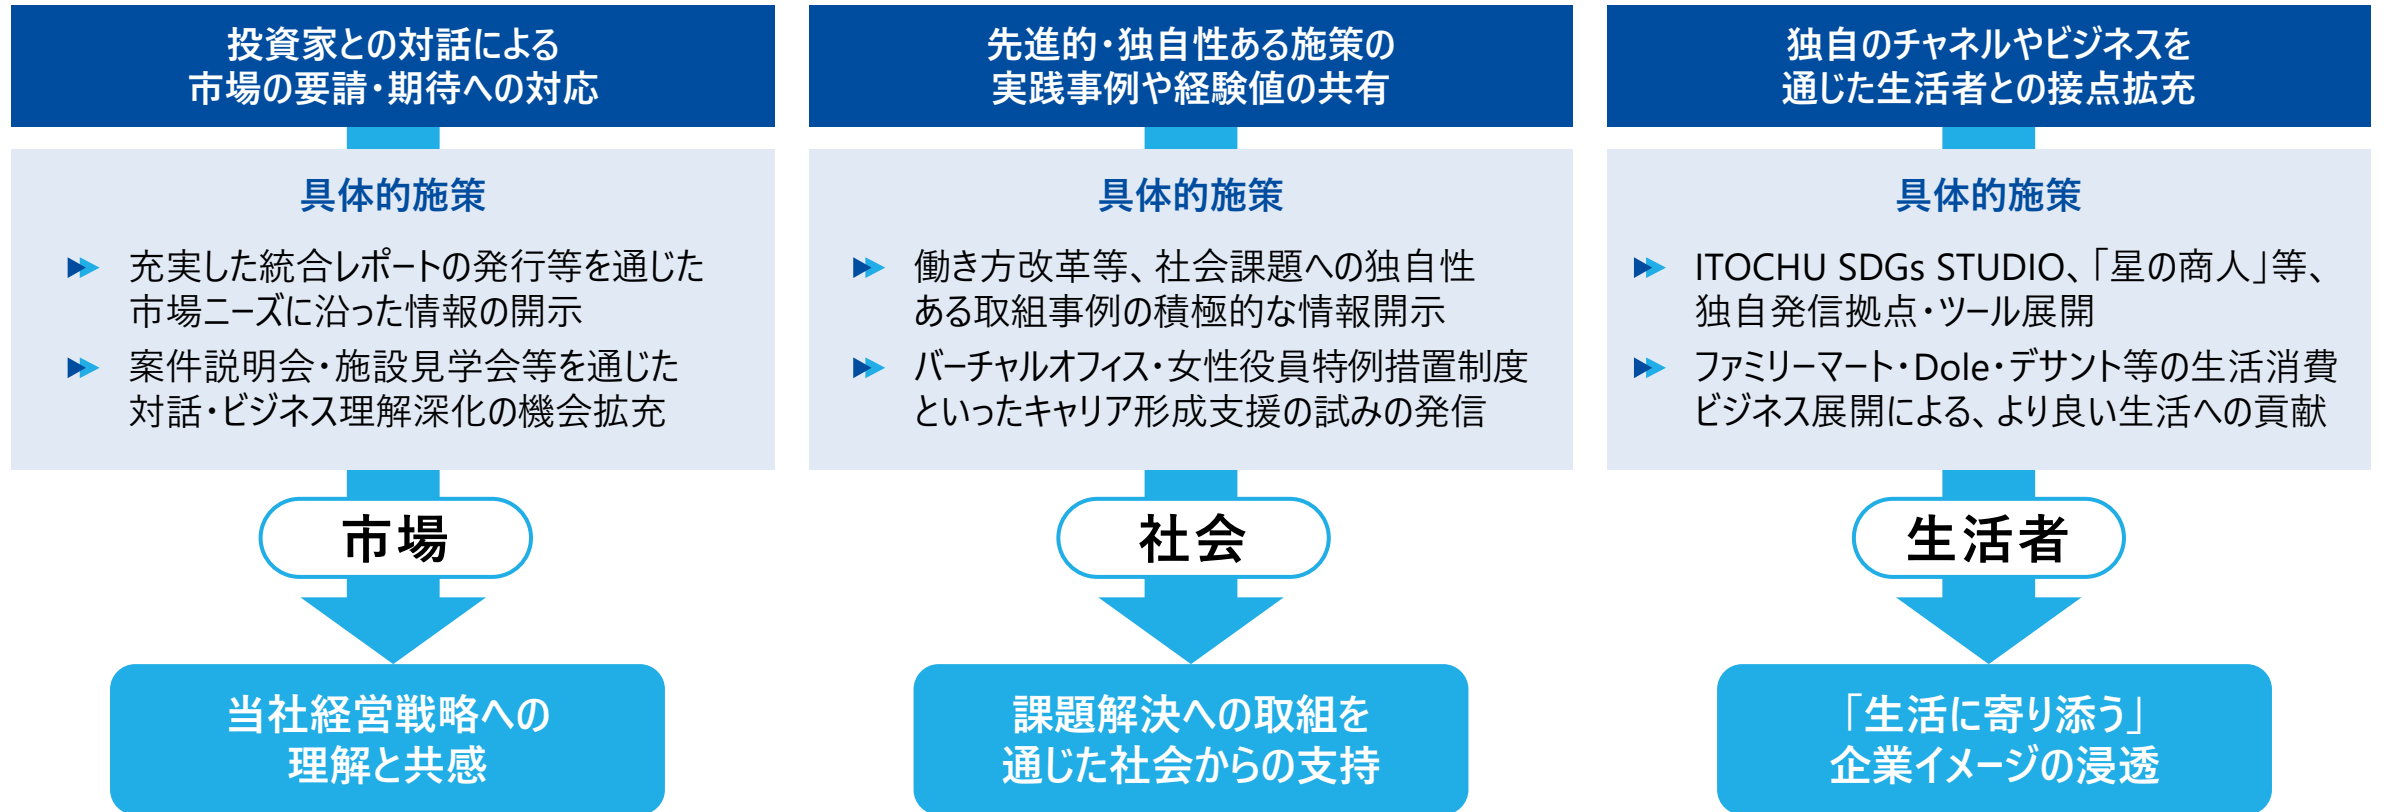 投資家との対話による
市場の要請・期待への対応
具体的施策
充実した統合レポートの発行等を通じた
市場ニーズに沿った情報の開示
案件説明会・施設見学会等を通じた
対話・ビジネス理解深化の機会拡充
市場
当社経営戦略への
理解と共感
先進的・独自性ある施策の
実践事例や経験値の共有
具体的施策
働き方改革等、社会課題への独自性
ある取組事例の積極的な情報開示
バーチャルオフィス・女性役員特例措置制度
といったキャリア形成支援の試みの発信
社会
課題解決への取組を
通じた社会からの支持
独自のチャネルやビジネスを
通じた生活者との接点拡充
具体的施策
ITOCHU SDGs STUDIO、「星の商人」等、
独自発信拠点・ツール展開
ファミリーマート・Dole・デサント等の生活消費
ビジネス展開による、より良い生活への貢献
生活者
「生活に寄り添う」
企業イメージの浸透